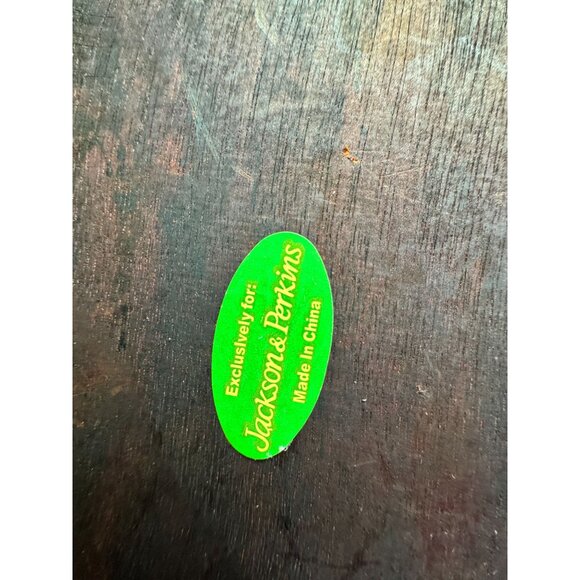 Exclusively for:
Jackson & Perkins
Made In China